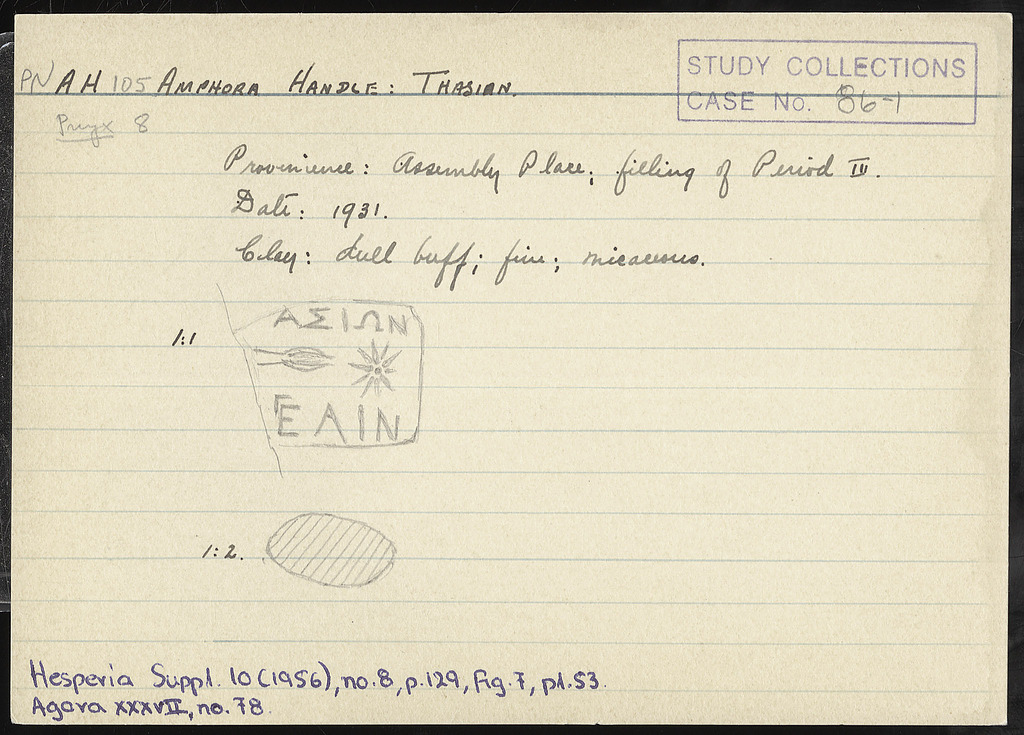 PN AH 105 AMPHORA HANDLE: THASIAN.
STUDY COLLECTIONS
CASE No. 86-1
Pnyx 8
Provenience: Assembly Place; filling of Period III.
Date: 1931.
Clay: dull buff; fine; micaceous.
1:1
ΑΣΙΩΝ
ΕΛΙΝ
1:2.
Hesperia Suppl. 10 (1956), no. 8, p. 129, fig. 7, pl. 53.
Agora XXXVII, no. 78